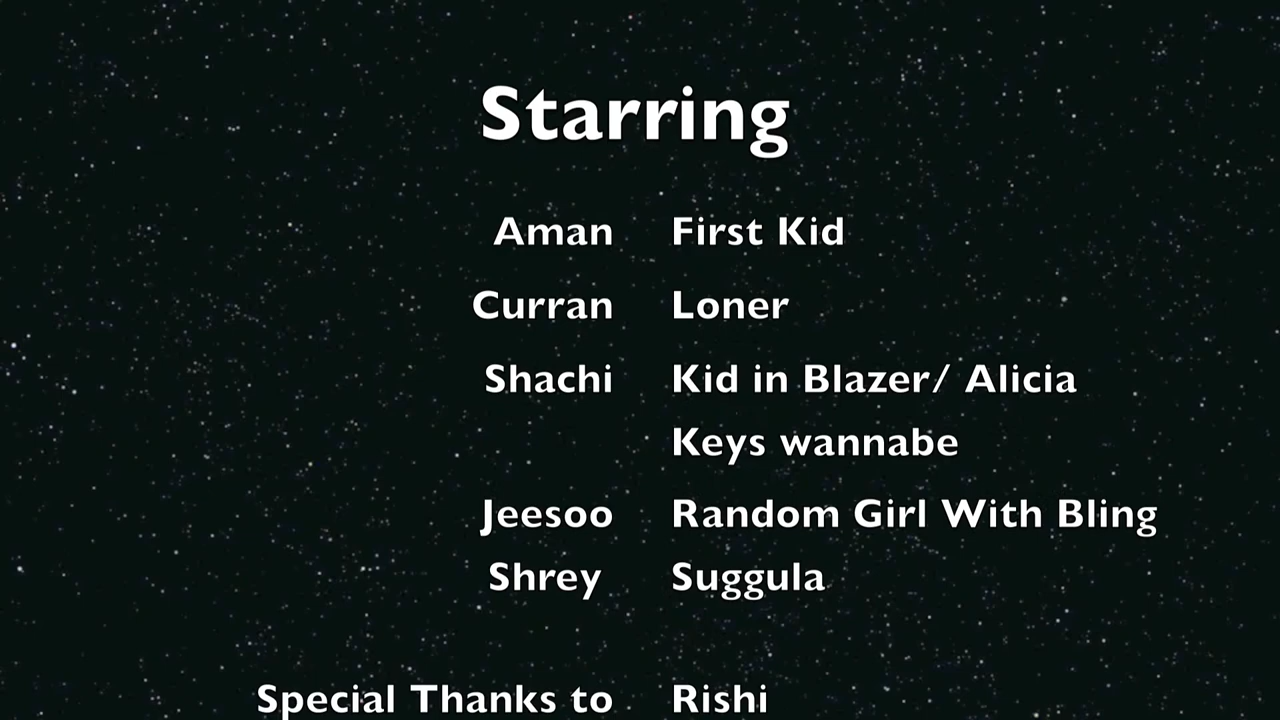 Starring
Aman First Kid
Curran Loner
Shachi Kid in Blazer/ Alicia
Keys wannabe
Jeesoo Random Girl With Bling
Shrey Suggula
Special Thanks to Rishi